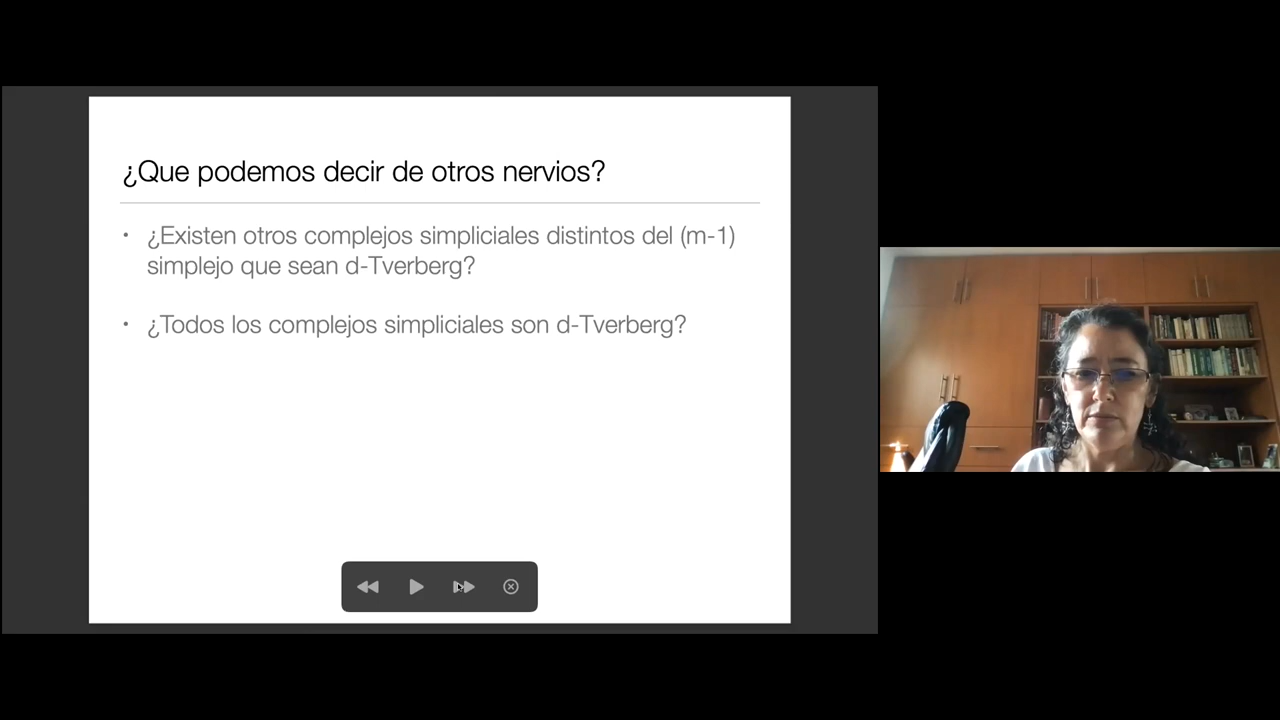 ¿Que podemos decir de otros nervios?
• ¿Existen otros complejos simpliciales distintos del (m-1)
simplejo que sean d-Tverberg?
• ¿Todos los complejos simpliciales son d-Tverberg?